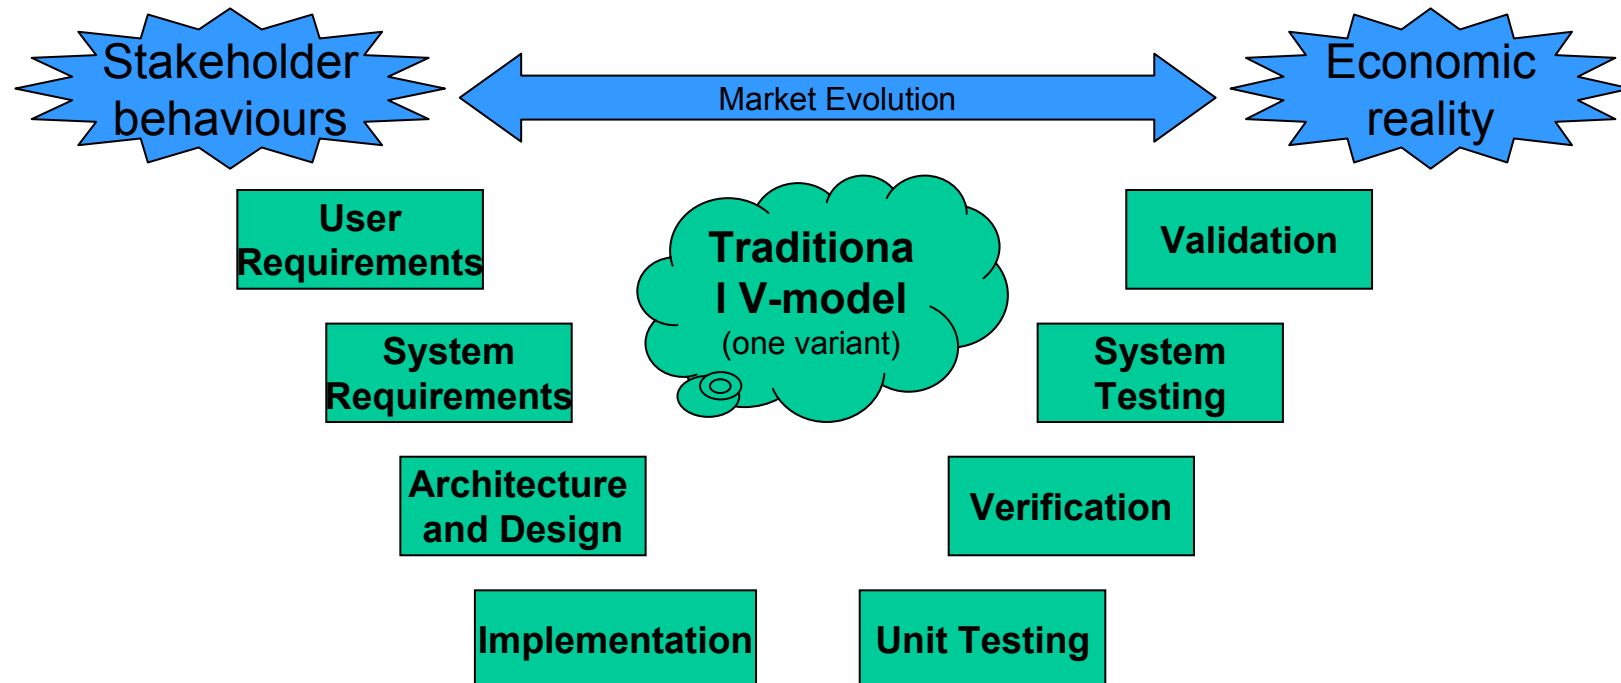 Stakeholder
behaviours
Market Evolution
Economic
reality
User
Requirements
Traditiona
l V-model
(one variant)
Validation
System
Requirements
System
Testing
Architecture
and Design
Verification
Implementation
Unit Testing